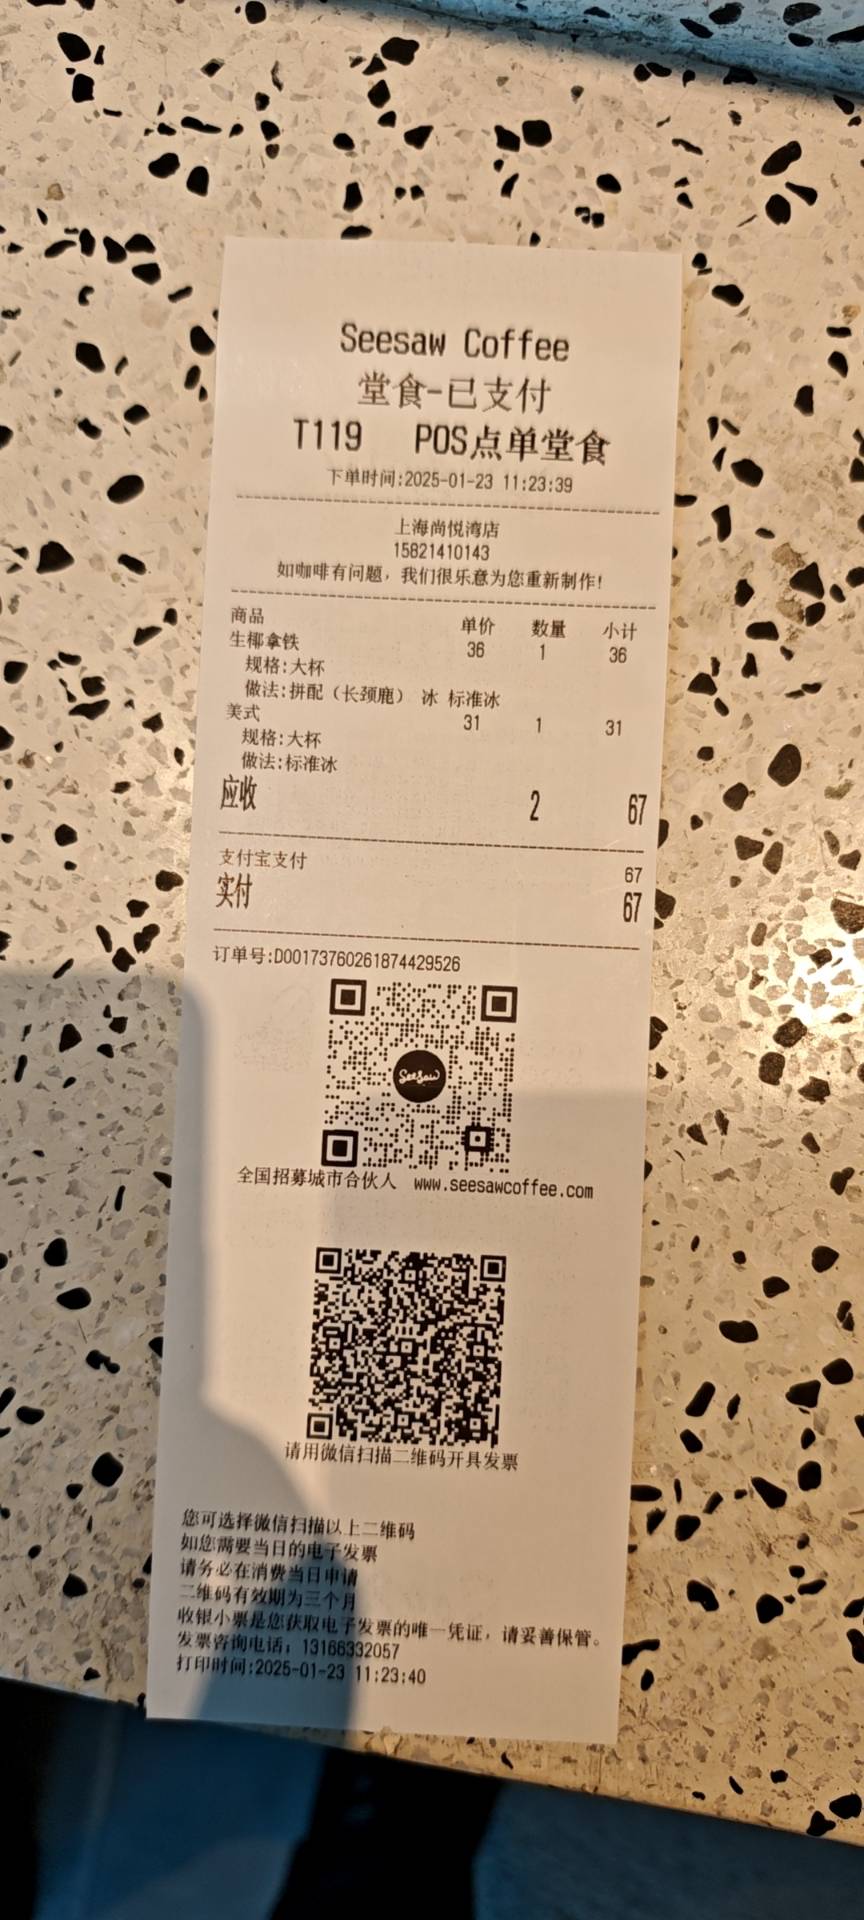 Seesaw Coffee
堂食-已支付
T119 POS点单堂食
下单时间:2025-01-23 11:23:39
上海尚悦湾店
15821410143
如咖啡有问题，我们很乐意为您重新制作!
商品 单价 数量 小计
生椰拿铁 36 1 36
规格:大杯
做法:拼配（长颈鹿） 冰 标准冰
美式 31 1 31
规格:大杯
做法:标准冰
应收 2 67
支付宝支付 67
实付 67
订单号:D00173760261874429526
Seesaw
全国招募城市合伙人 www.seesawcoffee.com
请用微信扫描二维码开具发票
您可选择微信扫描以上二维码
如您需要当日的电子发票
请务必在消费当日申请
二维码有效期为三个月
收银小票是您获取电子发票的唯一凭证，请妥善保管。
发票咨询电话：13166332057
打印时间:2025-01-23 11:23:40